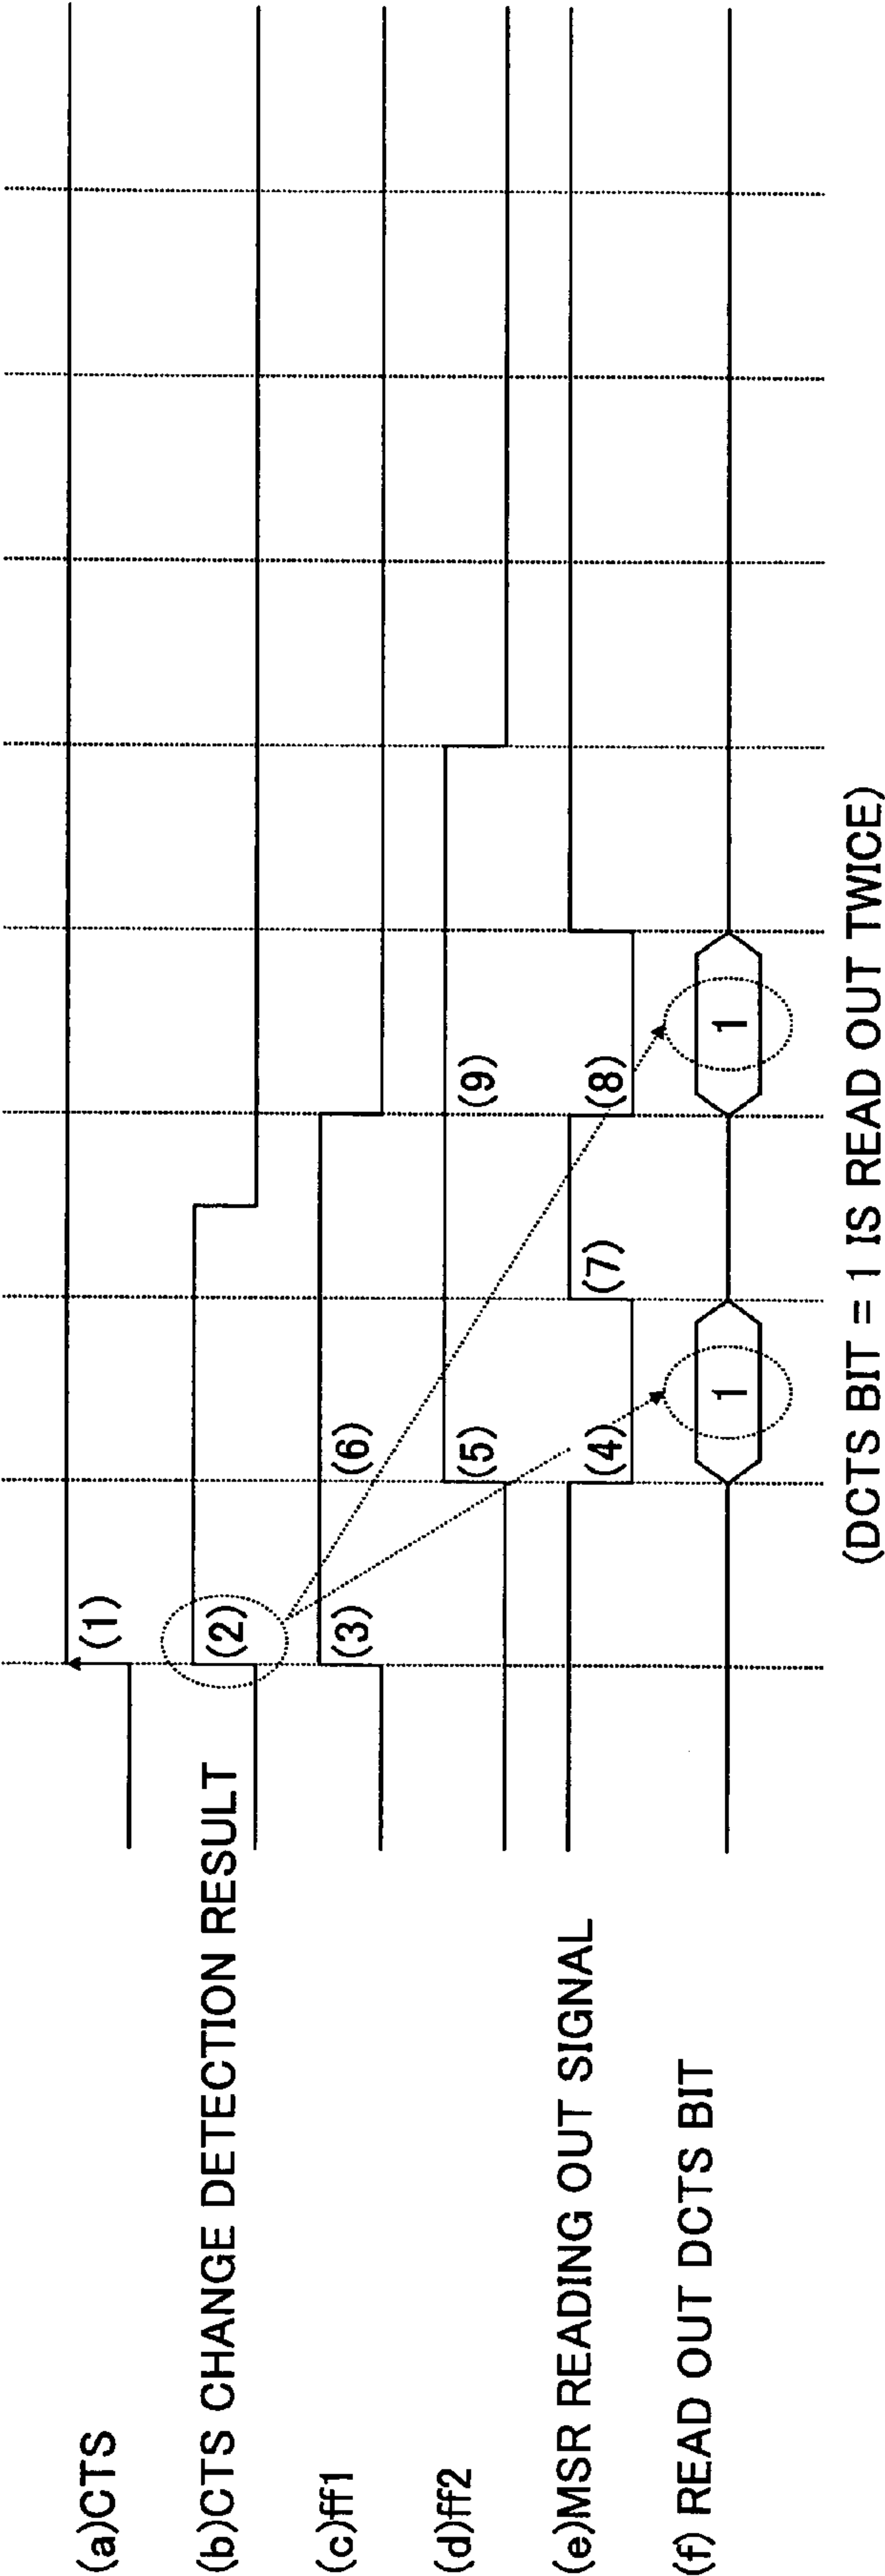 (a)CTS
(1)
(b)CTS CHANGE DETECTION RESULT
(2)
(c)ff1
(3)
(6)
(d)ff2
(5)
(9)
(e)MSR READING OUT SIGNAL
(4)
(7)
(8)
(f) READ OUT DCTS BIT
1
1
(DCTS BIT = 1 IS READ OUT TWICE)